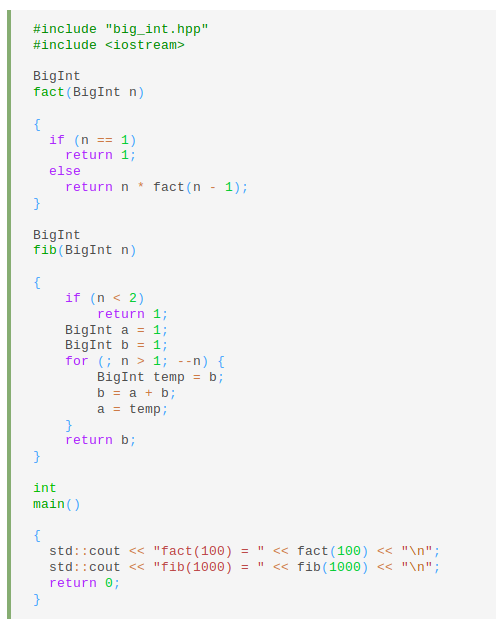 #include "big_int.hpp"
#include <iostream>

BigInt
fact(BigInt n)

{
  if (n == 1)
    return 1;
  else
    return n * fact(n - 1);
}

BigInt
fib(BigInt n)

{
    if (n < 2)
        return 1;
    BigInt a = 1;
    BigInt b = 1;
    for (; n > 1; --n) {
        BigInt temp = b;
        b = a + b;
        a = temp;
    }
    return b;
}

int
main()

{
  std::cout << "fact(100) = " << fact(100) << "\n";
  std::cout << "fib(1000) = " << fib(1000) << "\n";
  return 0;
}